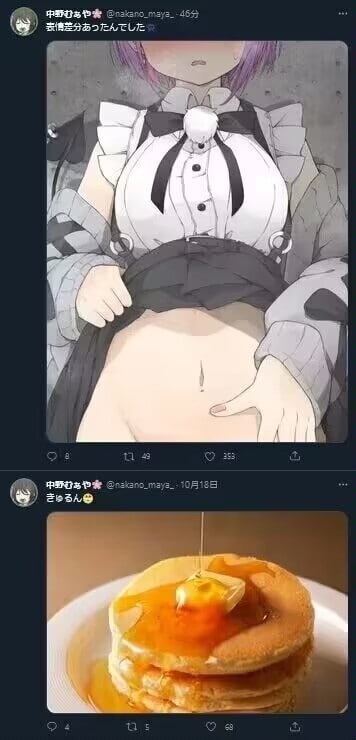 中野むぁや🌸 @nakano_maya_ · 46分
表情差分あったんでした
8 49 353
中野むぁや🌸 @nakano_maya_ · 10月18日
きゅるん
4 5 68